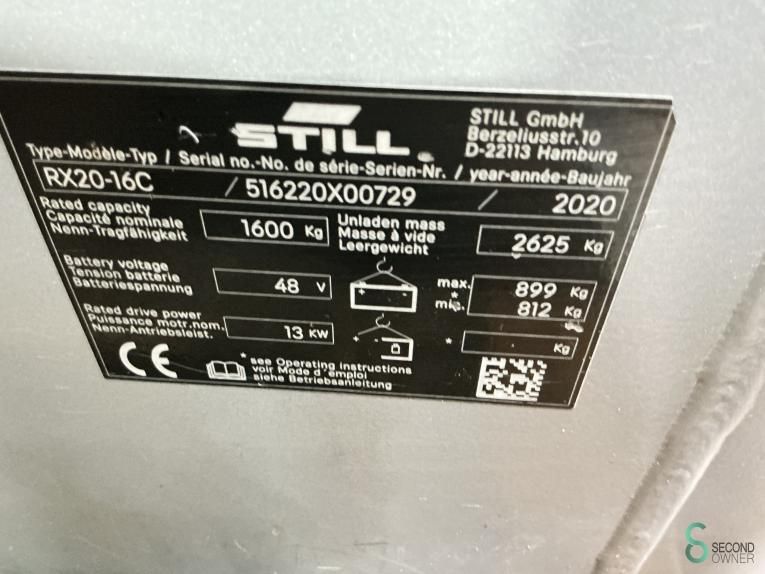 STILL
STILL GmbH
Berzeliusstr.10
D-22113 Hamburg
Type-Modèle-Typ / Serial no.-No. de série-Serien-Nr. / year-année-Baujahr
RX20-16C / 516220X00729 / 2020
Rated capacity
Capacité nominale
Nenn-Tragfähigkeit
1600 Kg
Unladen mass
Masse à vide
Leergewicht
2625 Kg
Battery voltage
Tension batterie
Batteriespannung
48 V
+ -
max. 899 Kg
*
min. 812 Kg
Rated drive power
Puissance motr.nom.
Nenn-Antriebsleist.
13 KW
+
* Kg
CE
* see Operating instructions
voir Mode d'emploi
siehe Betriebsanleitung
SECOND
OWNER